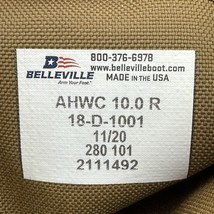 800-376-6978
www.bellevilleboot.com
MADE IN THE USA
BELLEVILLE
Arm Your Feet
AHWC 10.0 R
18-D-1001
11/20
280 101
2111492